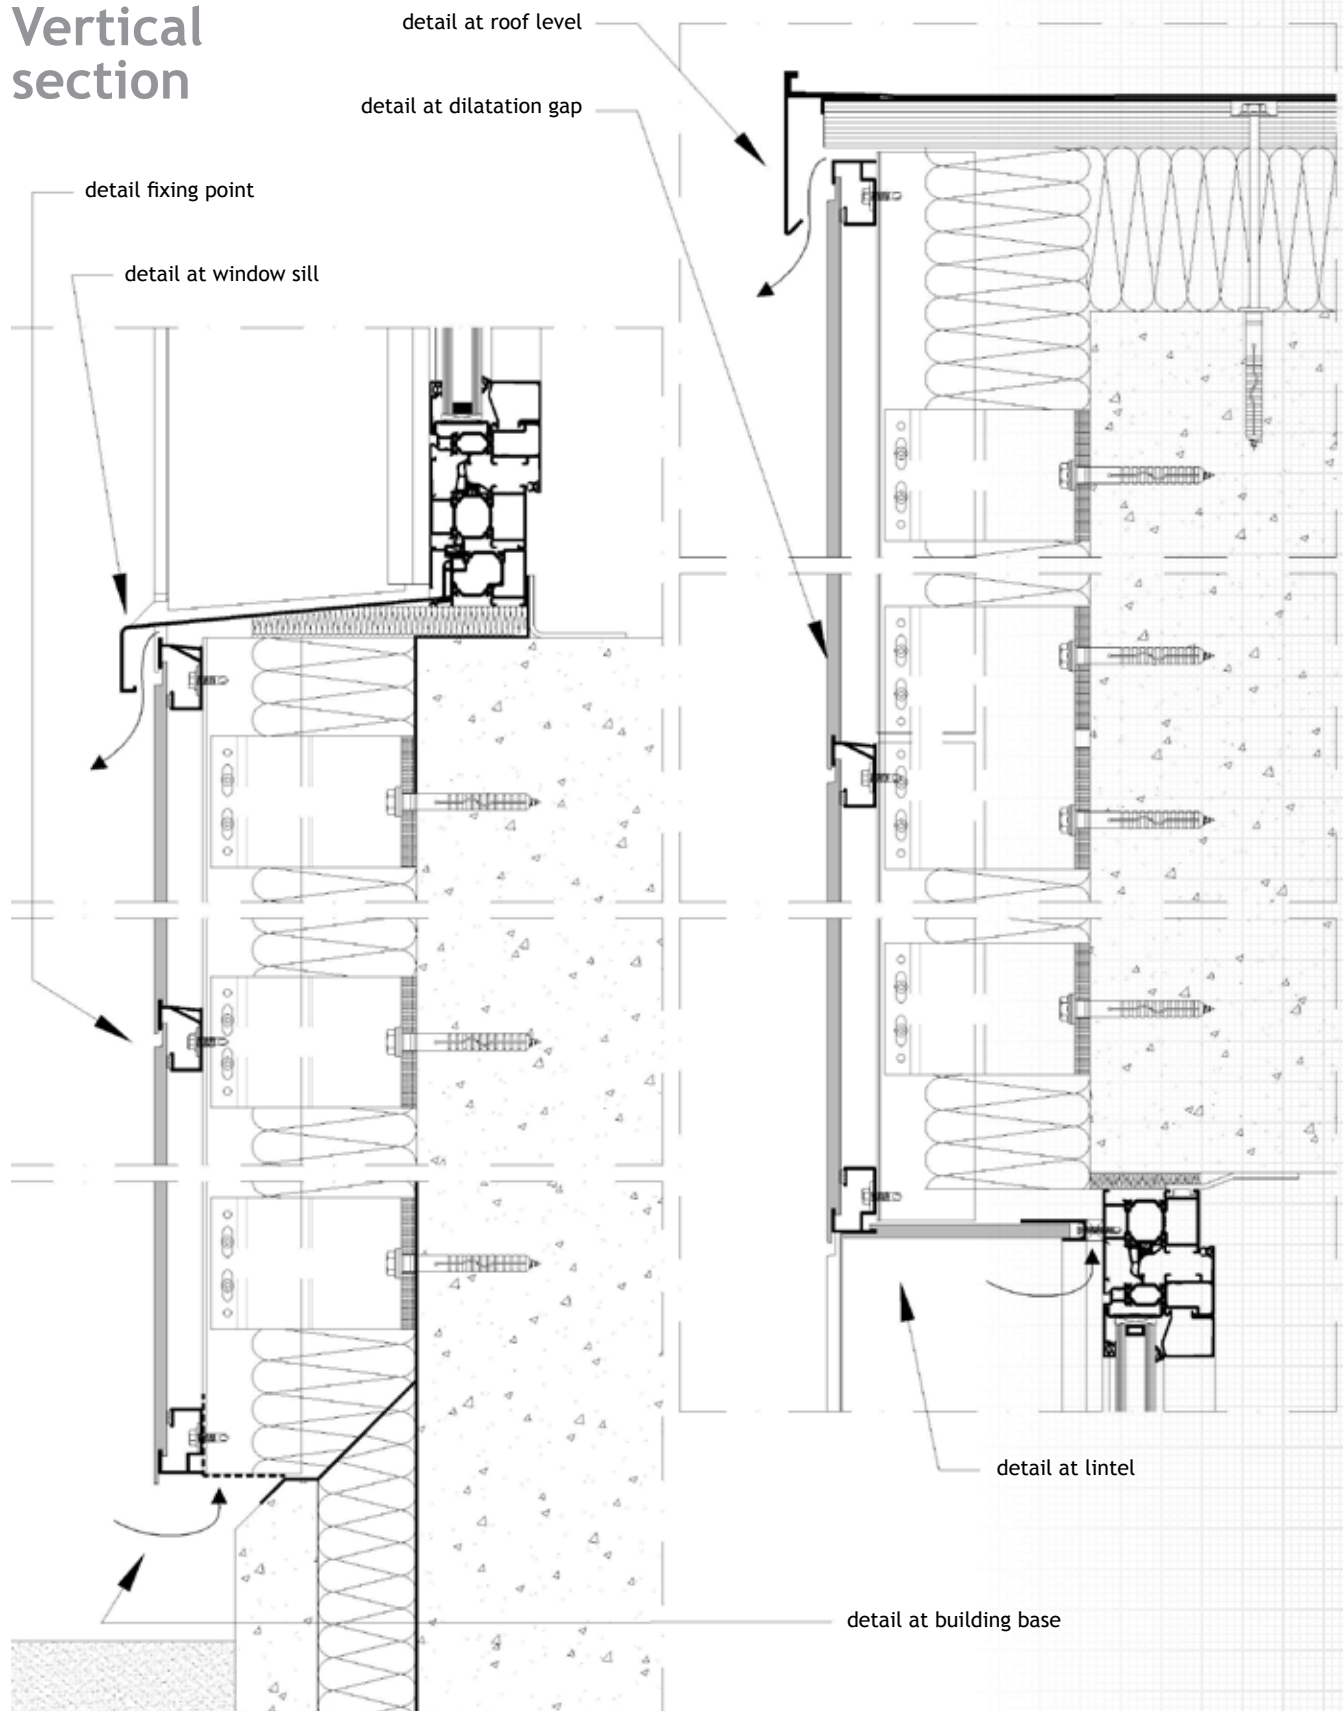 Vertical
section
detail at roof level
detail at dilatation gap
detail fixing point
detail at window sill
detail at lintel
detail at building base